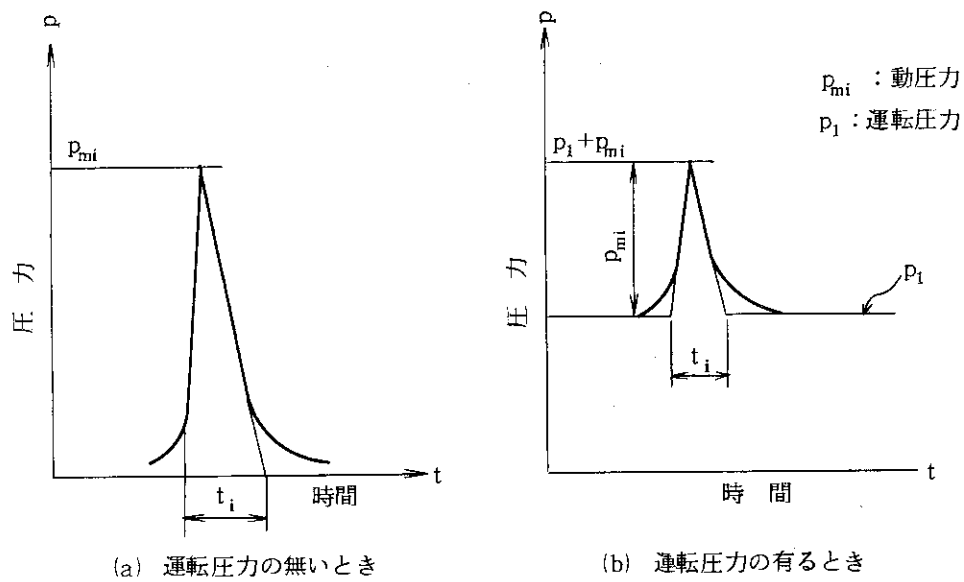 p
p_mi
圧力
t_i
時間
t
(a) 運転圧力の無いとき
p
p_mi : 動圧力
p_1 : 運転圧力
p_1+p_mi
p_mi
p_1
圧力
t_i
時間
t
(b) 運転圧力の有るとき